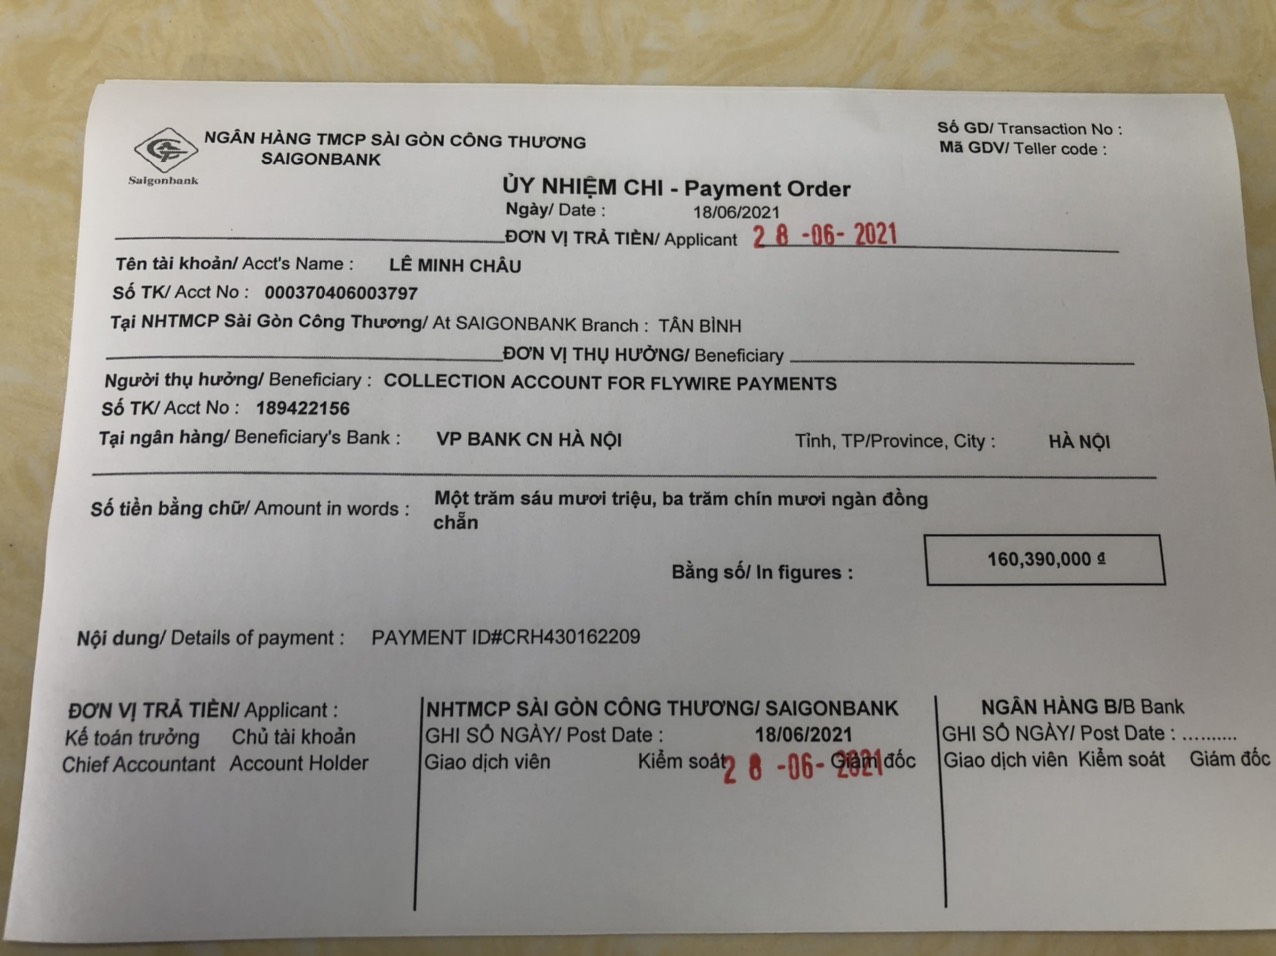 NGÂN HÀNG TMCP SÀI GÒN CÔNG THƯƠNG
SAIGONBANK
Saigonbank
Số GD/ Transaction No :
Mã GDV/ Teller code :
ỦY NHIỆM CHI - Payment Order
Ngày/ Date : 18/06/2021
ĐƠN VỊ TRẢ TIỀN/ Applicant 28-06-2021
Tên tài khoản/ Acct's Name : LÊ MINH CHÂU
Số TK/ Acct No : 000370406003797
Tại NHTMCP Sài Gòn Công Thương/ At SAIGONBANK Branch : TÂN BÌNH
ĐƠN VỊ THỤ HƯỞNG/ Beneficiary
Người thụ hưởng/ Beneficiary : COLLECTION ACCOUNT FOR FLYWIRE PAYMENTS
Số TK/ Acct No : 189422156
Tại ngân hàng/ Beneficiary's Bank : VP BANK CN HÀ NỘI Tỉnh, TP/Province, City : HÀ NỘI
Số tiền bằng chữ/ Amount in words : Một trăm sáu mươi triệu, ba trăm chín mươi ngàn đồng
chẵn
Bằng số/ In figures : 160,390,000 ₫
Nội dung/ Details of payment : PAYMENT ID#CRH430162209
ĐƠN VỊ TRẢ TIỀN/ Applicant : NHTMCP SÀI GÒN CÔNG THƯƠNG/ SAIGONBANK NGÂN HÀNG B/B Bank
Kế toán trưởng Chủ tài khoản GHI SỔ NGÀY/ Post Date : 18/06/2021 GHI SỔ NGÀY/ Post Date : ..........
Chief Accountant Account Holder Giao dịch viên Kiểm soát Giám đốc Giao dịch viên Kiểm soát Giám đốc
28-06-2021